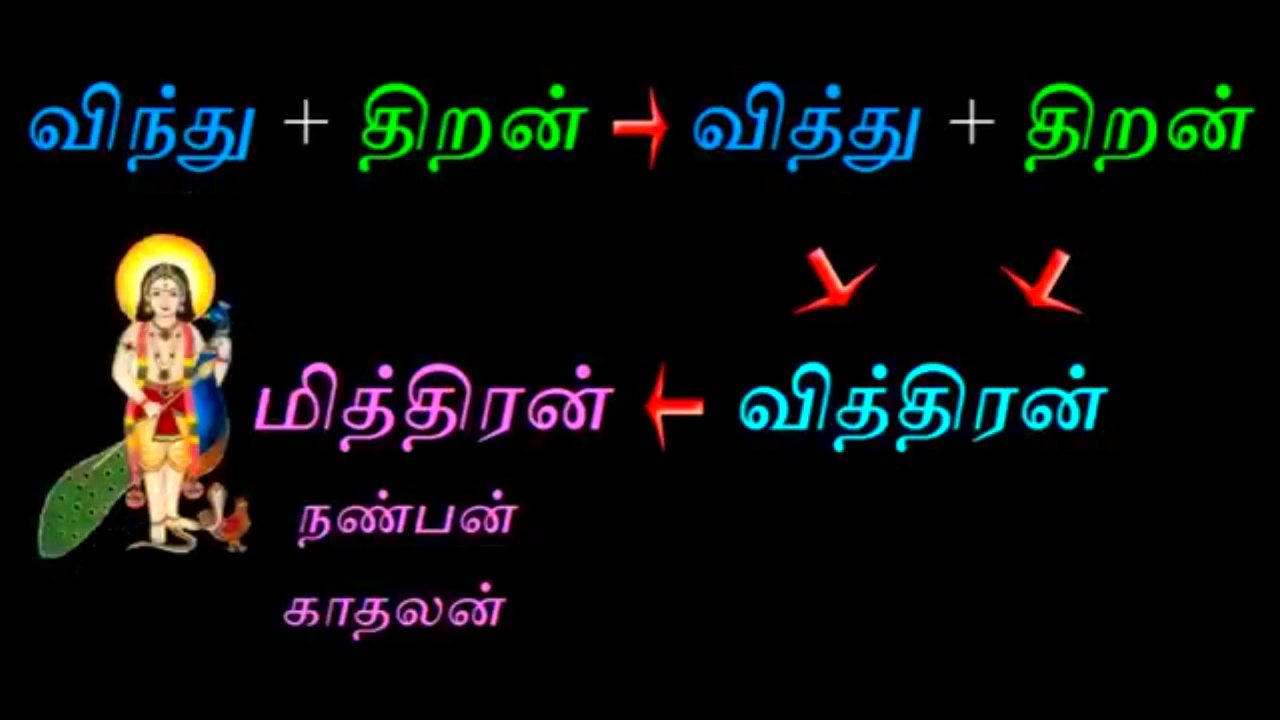 விந்து + திறன் → வித்து + திறன்
மித்திரன் ← வித்திரன்
நண்பன்
காதலன்